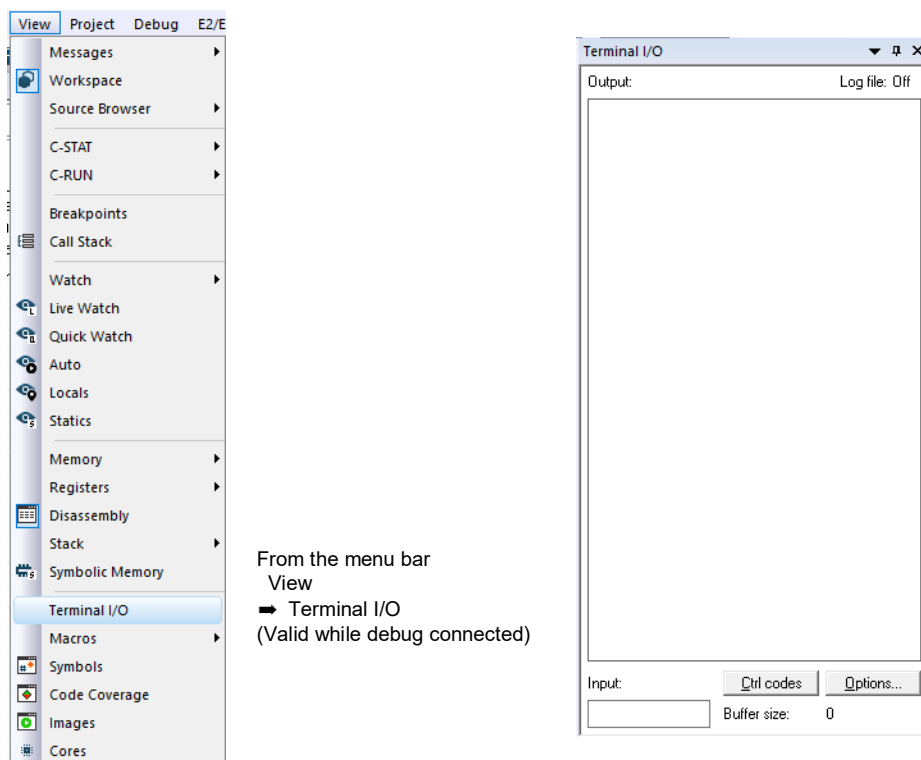 View Project Debug E2/E
Messages
Workspace
Source Browser
C-STAT
C-RUN
Breakpoints
Call Stack
Watch
Live Watch
Quick Watch
Auto
Locals
Statics
Memory
Registers
Disassembly
Stack
Symbolic Memory
Terminal I/O
Macros
Symbols
Code Coverage
Images
Cores
From the menu bar
View
➡ Terminal I/O
(Valid while debug connected)
Terminal I/O
Output: Log file: Off
Input: Ctrl codes Options...
Buffer size: 0